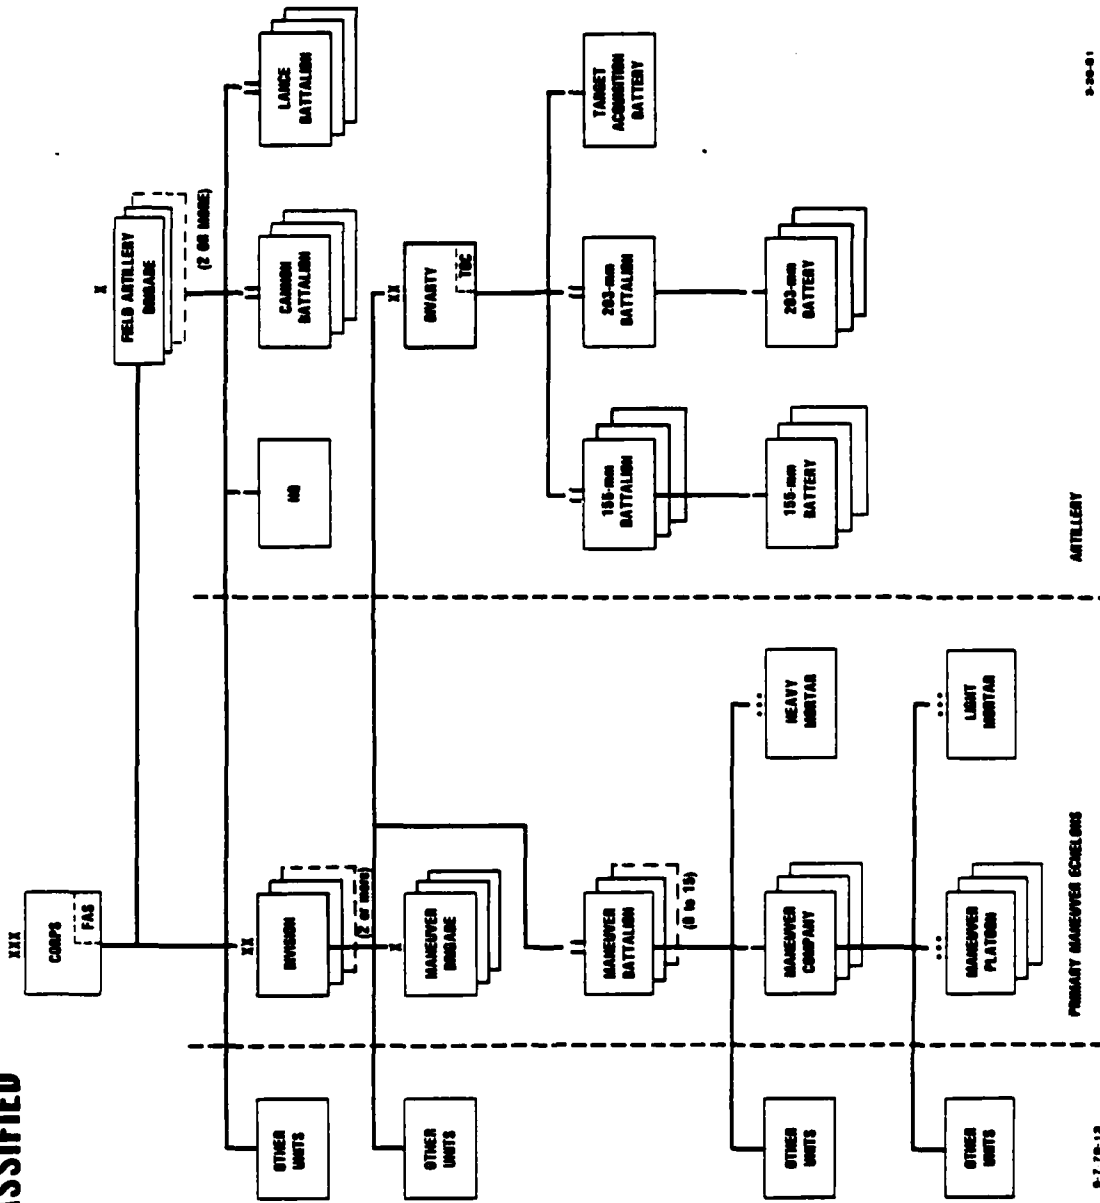 SSIFIED
XXX
CORPS
FAS
X
FIELD ARTILLERY
BRIGADE
(2 OR MORE)
OTHER
UNITS
XX
DIVISION
(2 or more)
HQ
CANNON
BATTALION
LANCE
BATTALION
OTHER
UNITS
X
MANEUVER
BRIGADE
XX
DIVARTY
TOC
MANEUVER
BATTALION
(8 to 15)
155-mm
BATTALION
203-mm
BATTALION
TARGET
ACQUISITION
BATTERY
OTHER
UNITS
MANEUVER
COMPANY
HEAVY
MORTAR
155-mm
BATTERY
203-mm
BATTERY
OTHER
UNITS
MANEUVER
PLATOON
LIGHT
MORTAR
PRIMARY MANEUVER ECHELONS
ARTILLERY
3-20-81